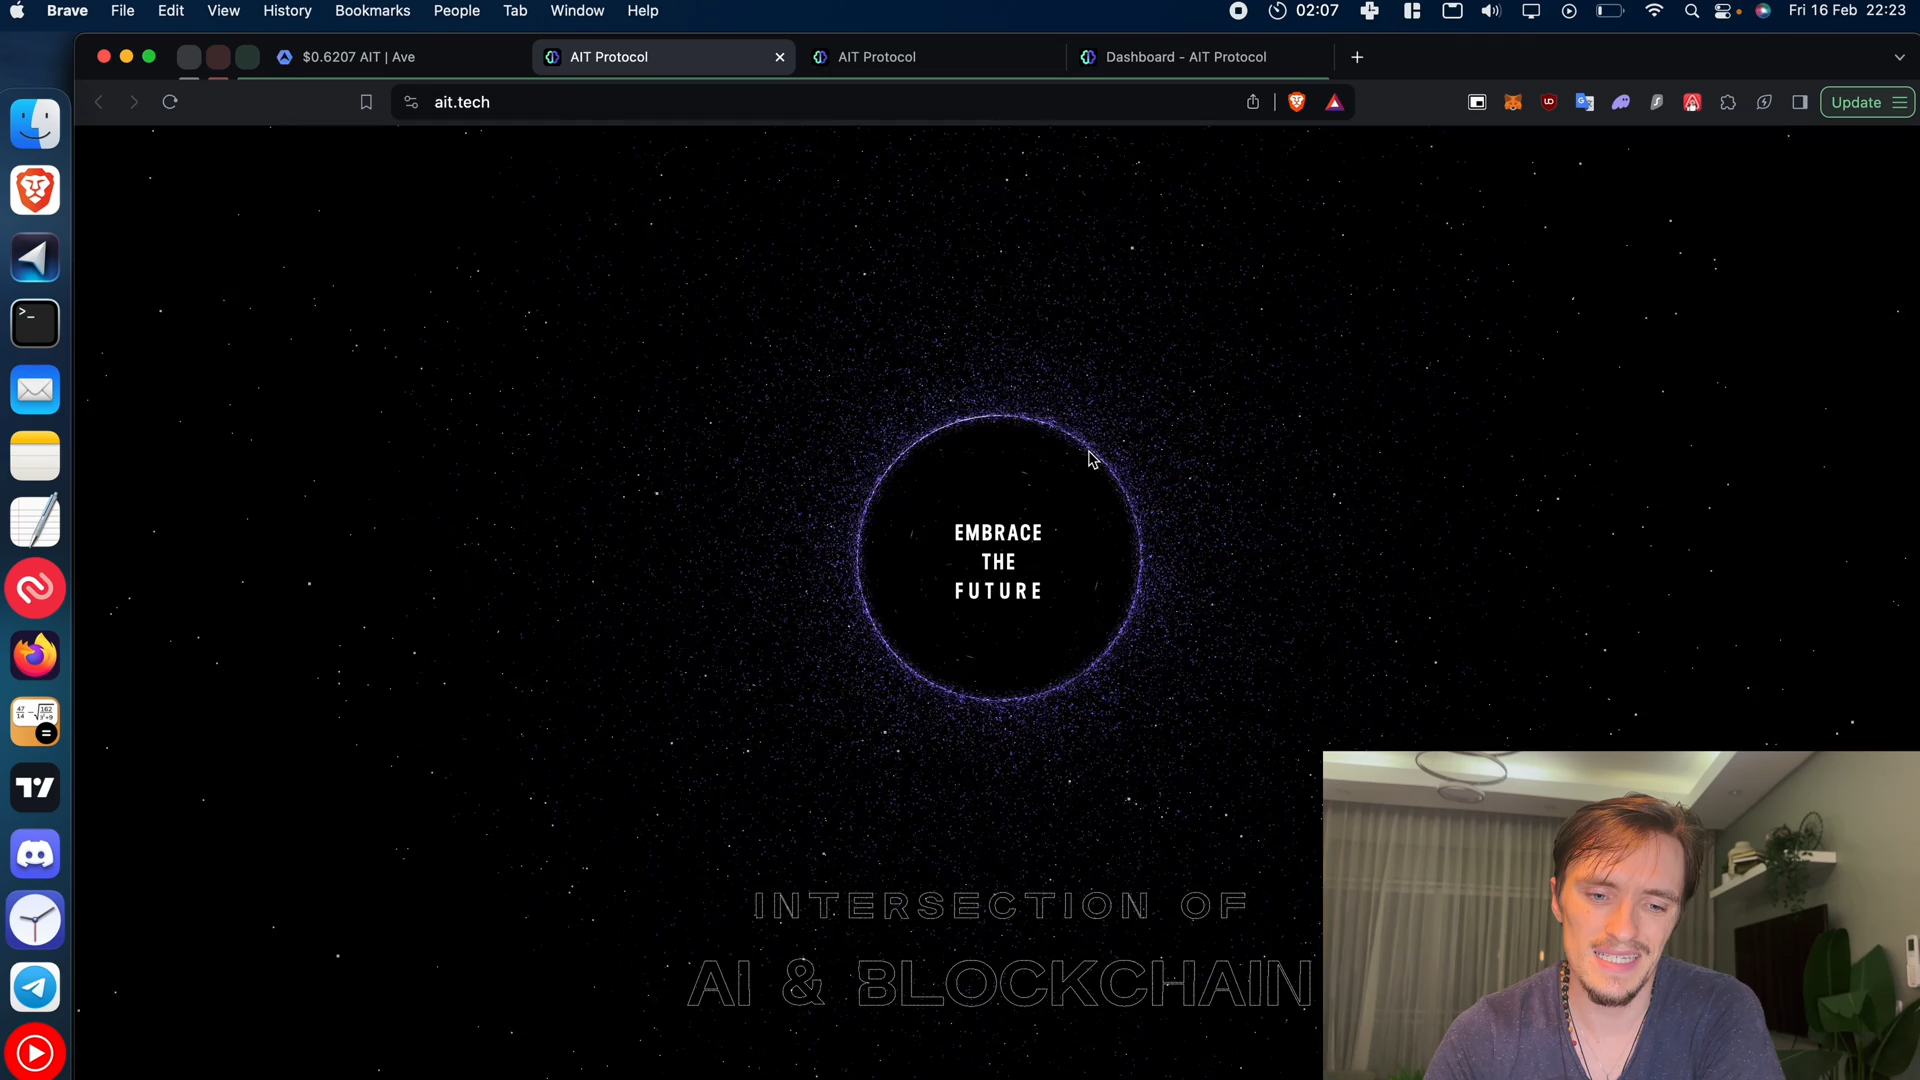 Brave File Edit View History Bookmarks People Tab Window Help 02:07 Fri 16 Feb 22:23
$0.6207 AIT | Ave AIT Protocol AIT Protocol Dashboard - AIT Protocol
ait.tech Update
EMBRACE
THE
FUTURE
INTERSECTION OF
AI & BLOCKCHAIN